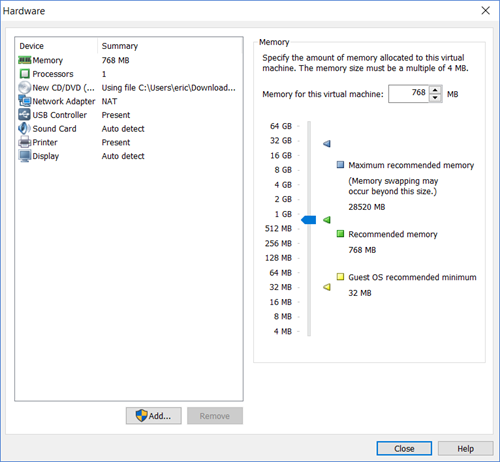 Hardware
Device Summary
Memory 768 MB
Processors 1
New CD/DVD (... Using file C:\Users\eric\Download...
Network Adapter NAT
USB Controller Present
Sound Card Auto detect
Printer Present
Display Auto detect
Add...
Remove
Memory
Specify the amount of memory allocated to this virtual
machine. The memory size must be a multiple of 4 MB.
Memory for this virtual machine: 768 MB
64 GB
32 GB
16 GB
8 GB
4 GB
2 GB
1 GB
512 MB
256 MB
128 MB
64 MB
32 MB
16 MB
8 MB
4 MB
Maximum recommended memory
(Memory swapping may
occur beyond this size.)
28520 MB
Recommended memory
768 MB
Guest OS recommended minimum
32 MB
Close
Help